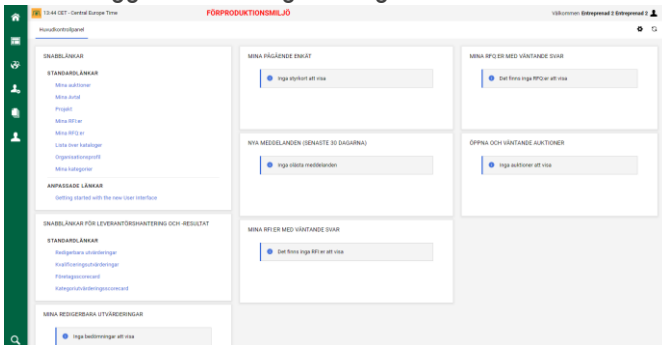 13:44 CET - Central Europe Time
FÖRPRODUKTIONSMILJÖ
Välkommen Entreprenad 2 Entreprenad 2
Huvudkontrollpanel
SNABBLÄNKAR
STANDARDLÄNKAR
Mina auktioner
Mina Avtal
Projekt
Mina RFI:er
Mina RFQ:er
Lista över kataloger
Organisationsprofil
Mina kategorier
ANPASSADE LÄNKAR
Getting started with the new User Interface
SNABBLÄNKAR FÖR LEVERANTÖRSHANTERING OCH -RESULTAT
STANDARDLÄNKAR
Redigerbara utvärderingar
Kvalificeringsutvärderingar
Företagsscorecard
Kategoriutvärderingsscorecard
MINA REDIGERBARA UTVÄRDERINGAR
Inga bedömningar att visa
MINA PÅGÅENDE ENKÄT
Inga styrkort att visa
NYA MEDDELANDEN (SENASTE 30 DAGARNA)
Inga olästa meddelanden
MINA RFI:ER MED VÄNTANDE SVAR
Det finns inga RFI:er att visa
MINA RFQ:ER MED VÄNTANDE SVAR
Det finns inga RFQ:er att visa
ÖPPNA OCH VÄNTANDE AUKTIONER
Inga auktioner att visa